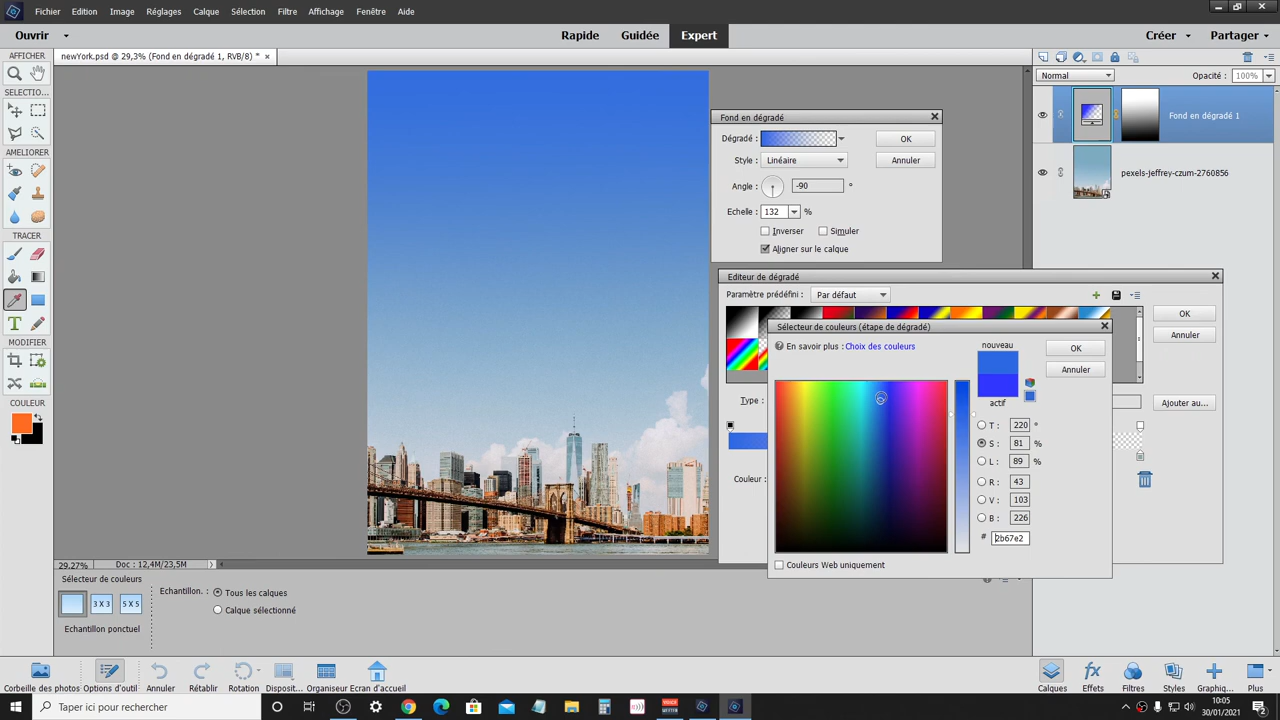 Fichier Edition Image Réglages Calque Sélection Filtre Affichage Fenêtre Aide
Ouvrir Rapide Guidée Expert Créer Partager
AFFICHER newYork.psd @ 29,3% (Fond en dégradé 1, RVB/8) * ×
Normal Opacité : 100%
SELECTIO...
Fond en dégradé 1
Fond en dégradé
Dégradé : OK
Style : Linéaire Annuler
AMELIORER
pexels-jeffrey-czum-2760856
Angle : -90 °
Echelle : 132 %
Inverser Simuler
TRACER
Aligner sur le calque
Editeur de dégradé
Paramètre prédéfini : Par défaut
OK
Sélecteur de couleurs (étape de dégradé)
Annuler
En savoir plus : Choix des couleurs
nouveau
OK
Annuler
MODIFIER
actif
Type : Ajouter au...
COULEUR
T : 220 °
S : 81 %
L : 89 %
Couleur :
R : 43
V : 103
B : 226
# 2b67e2
Couleurs Web uniquement
29,27% Doc : 12,4M/23,5M
Sélecteur de couleurs
Echantillon. : Tous les calques
3 X 3 5 X 5 Calque sélectionné
Echantillon ponctuel
Corbeille des photos Options d'outil Annuler Rétablir Rotation Disposit... Organiseur Ecran d'accueil Calques Effets Filtres Styles Graphiq... Plus
Taper ici pour rechercher
10:05
30/01/2021